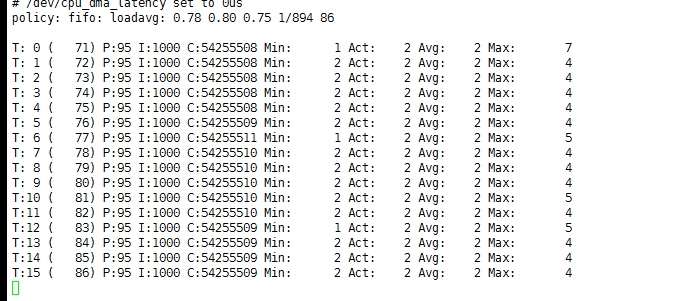 # /dev/cpu_dma_latency set to 0us
policy: fifo: loadavg: 0.78 0.80 0.75 1/894 86
T: 0 (   71) P:95 I:1000 C:54255508 Min:      1 Act:    2 Avg:    2 Max:       7
T: 1 (   72) P:95 I:1000 C:54255508 Min:      2 Act:    2 Avg:    2 Max:       4
T: 2 (   73) P:95 I:1000 C:54255508 Min:      2 Act:    2 Avg:    2 Max:       4
T: 3 (   74) P:95 I:1000 C:54255508 Min:      2 Act:    2 Avg:    2 Max:       4
T: 4 (   75) P:95 I:1000 C:54255508 Min:      2 Act:    2 Avg:    2 Max:       4
T: 5 (   76) P:95 I:1000 C:54255509 Min:      2 Act:    2 Avg:    2 Max:       4
T: 6 (   77) P:95 I:1000 C:54255511 Min:      1 Act:    2 Avg:    2 Max:       5
T: 7 (   78) P:95 I:1000 C:54255510 Min:      2 Act:    2 Avg:    2 Max:       4
T: 8 (   79) P:95 I:1000 C:54255510 Min:      2 Act:    2 Avg:    2 Max:       4
T: 9 (   80) P:95 I:1000 C:54255510 Min:      2 Act:    2 Avg:    2 Max:       4
T:10 (   81) P:95 I:1000 C:54255510 Min:      2 Act:    2 Avg:    2 Max:       5
T:11 (   82) P:95 I:1000 C:54255510 Min:      2 Act:    2 Avg:    2 Max:       4
T:12 (   83) P:95 I:1000 C:54255509 Min:      1 Act:    2 Avg:    2 Max:       5
T:13 (   84) P:95 I:1000 C:54255509 Min:      2 Act:    2 Avg:    2 Max:       4
T:14 (   85) P:95 I:1000 C:54255509 Min:      2 Act:    2 Avg:    2 Max:       4
T:15 (   86) P:95 I:1000 C:54255509 Min:      2 Act:    2 Avg:    2 Max:       4